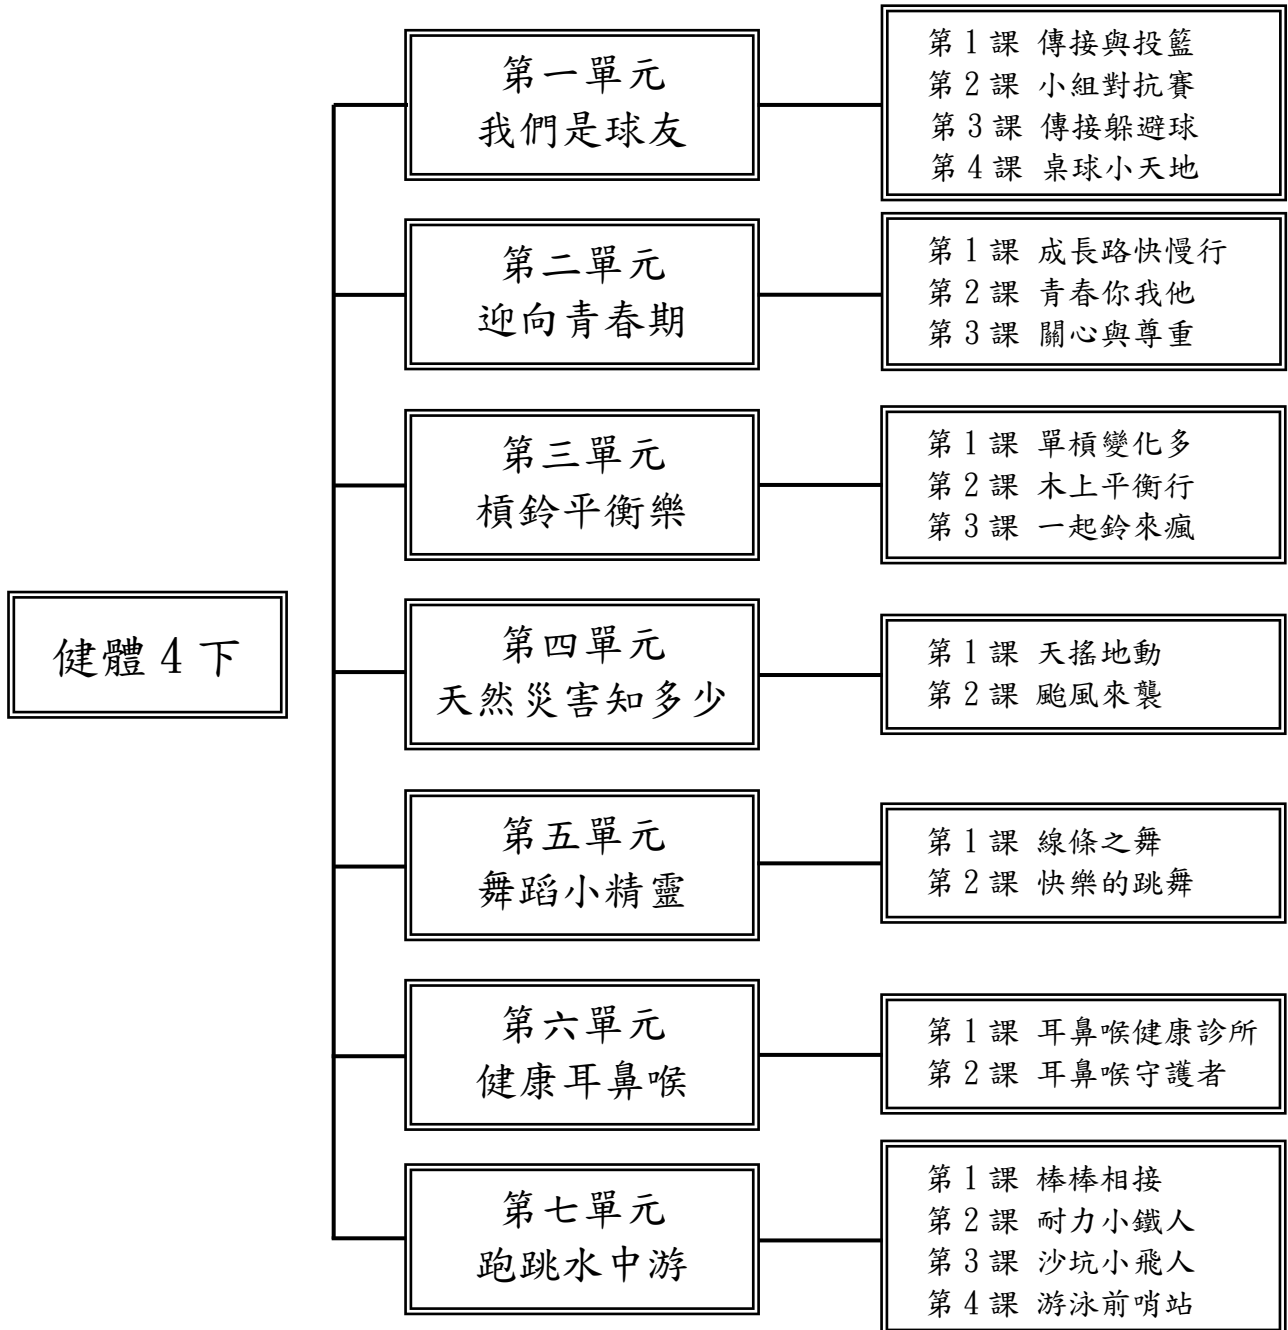 健體 4 下
第一單元
我們是球友
第 1 課 傳接與投籃
第 2 課 小組對抗賽
第 3 課 傳接躲避球
第 4 課 桌球小天地
第二單元
迎向青春期
第 1 課 成長路快慢行
第 2 課 青春你我他
第 3 課 關心與尊重
第三單元
槓鈴平衡樂
第 1 課 單槓變化多
第 2 課 木上平衡行
第 3 課 一起鈴來瘋
第四單元
天然災害知多少
第 1 課 天搖地動
第 2 課 颱風來襲
第五單元
舞蹈小精靈
第 1 課 線條之舞
第 2 課 快樂的跳舞
第六單元
健康耳鼻喉
第 1 課 耳鼻喉健康診所
第 2 課 耳鼻喉守護者
第七單元
跑跳水中游
第 1 課 棒棒相接
第 2 課 耐力小鐵人
第 3 課 沙坑小飛人
第 4 課 游泳前哨站